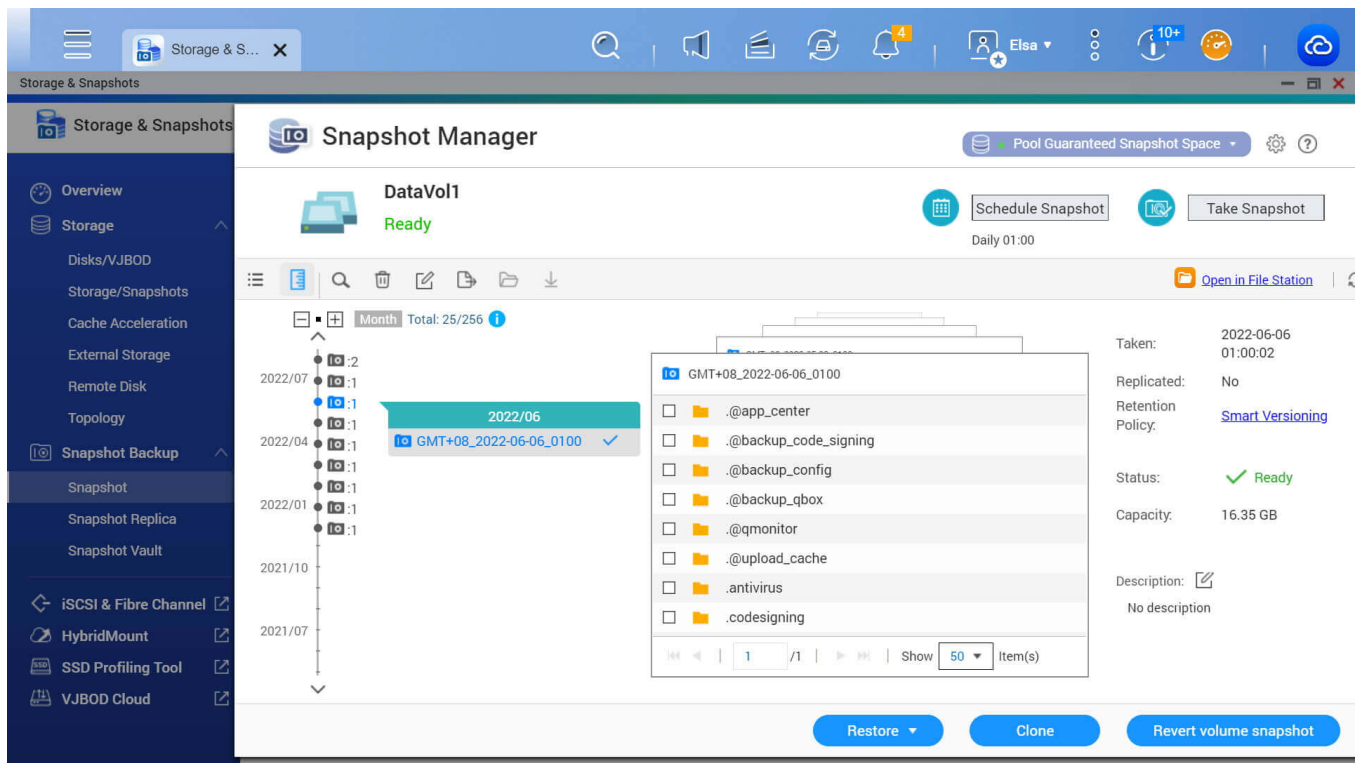 Storage & S...
4
Elsa
10+
Storage & Snapshots
Storage & Snapshots
Overview
Storage
Disks/VJBOD
Storage/Snapshots
Cache Acceleration
External Storage
Remote Disk
Topology
Snapshot Backup
Snapshot
Snapshot Replica
Snapshot Vault
iSCSI & Fibre Channel
HybridMount
SSD
SSD Profiling Tool
VJBOD Cloud
Snapshot Manager
Pool Guaranteed Snapshot Space
?
DataVol1
Ready
Schedule Snapshot
Daily 01:00
Take Snapshot
Open in File Station
Month Total: 25/256
:2
2022/07 :1
:1
:1
2022/04 :1
:1
:1
2022/01 :1
:1
2021/10
2021/07
2022/06
GMT+08_2022-06-06_0100
GMT+08_2022-06-06_0100
.@app_center
.@backup_code_signing
.@backup_config
.@backup_qbox
.@qmonitor
.@upload_cache
.antivirus
.codesigning
1 /1 Show 50 Item(s)
Taken: 2022-06-06
01:00:02
Replicated: No
Retention
Policy: Smart Versioning
Status: Ready
Capacity: 16.35 GB
Description:
No description
Restore
Clone
Revert volume snapshot